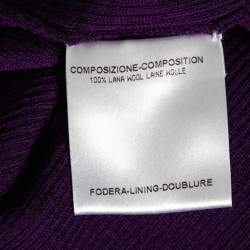 COMPOSIZIONE-COMPOSITION
100% LANA WOOL LAINE WOLLE
FODERA-LINING-DOUBLURE